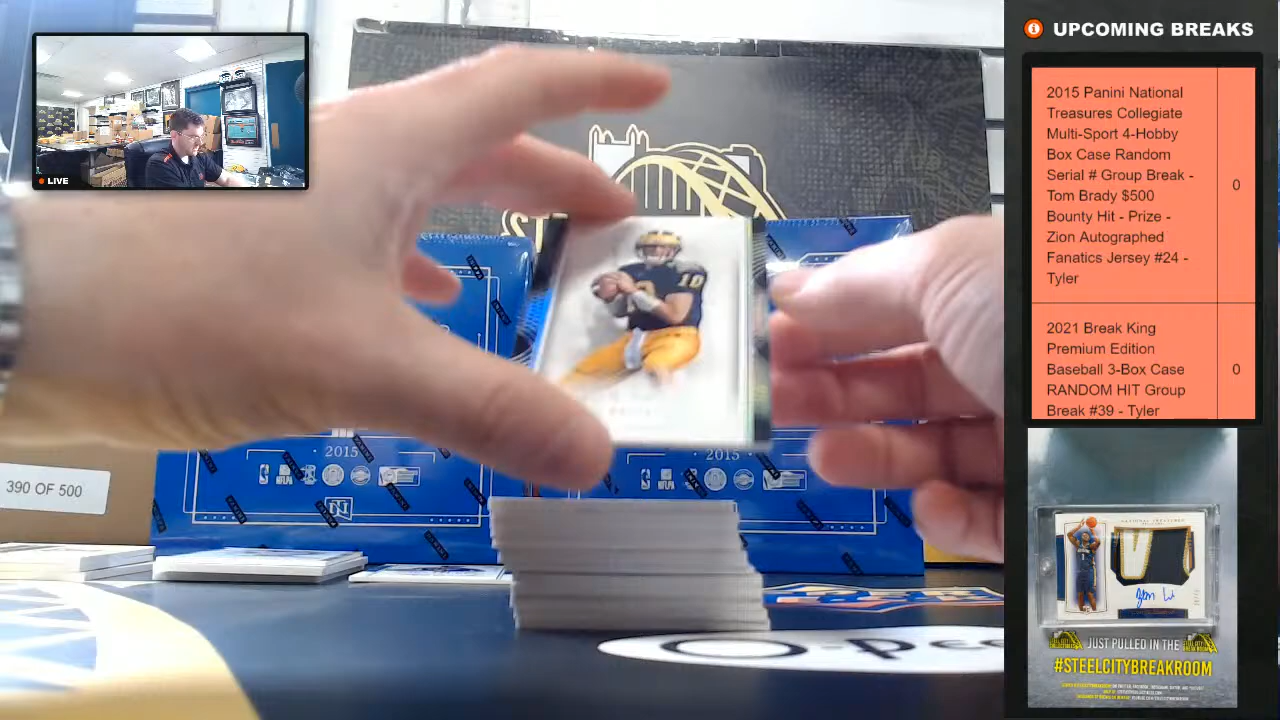 UPCOMING BREAKS
2015 Panini National
Treasures Collegiate
Multi-Sport 4-Hobby
Box Case Random
Serial # Group Break -
Tom Brady $500
Bounty Hit - Prize -
Zion Autographed
Fanatics Jersey #24 -
Tyler
0
2021 Break King
Premium Edition
Baseball 3-Box Case
RANDOM HIT Group
Break #39 - Tyler
0
LIVE
10
2015
2015
390 OF 500
O-Pee
NATIONAL TREASURES
JUST PULLED IN THE
#STEELCITYBREAKROOM